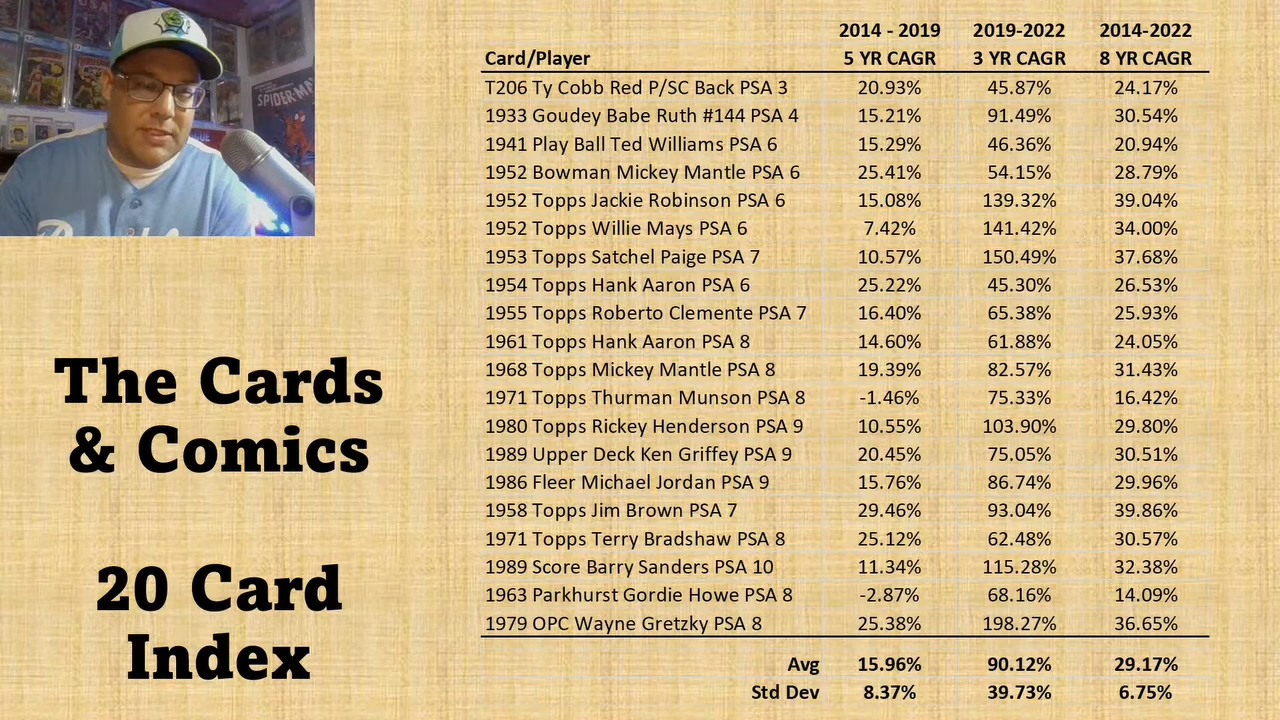 SPIDER-MAN
The Cards
& Comics
20 Card
Index
2014 - 2019 2019-2022 2014-2022
Card/Player 5 YR CAGR 3 YR CAGR 8 YR CAGR
T206 Ty Cobb Red P/SC Back PSA 3 20.93% 45.87% 24.17%
1933 Goudey Babe Ruth #144 PSA 4 15.21% 91.49% 30.54%
1941 Play Ball Ted Williams PSA 6 15.29% 46.36% 20.94%
1952 Bowman Mickey Mantle PSA 6 25.41% 54.15% 28.79%
1952 Topps Jackie Robinson PSA 6 15.08% 139.32% 39.04%
1952 Topps Willie Mays PSA 6 7.42% 141.42% 34.00%
1953 Topps Satchel Paige PSA 7 10.57% 150.49% 37.68%
1954 Topps Hank Aaron PSA 6 25.22% 45.30% 26.53%
1955 Topps Roberto Clemente PSA 7 16.40% 65.38% 25.93%
1961 Topps Hank Aaron PSA 8 14.60% 61.88% 24.05%
1968 Topps Mickey Mantle PSA 8 19.39% 82.57% 31.43%
1971 Topps Thurman Munson PSA 8 -1.46% 75.33% 16.42%
1980 Topps Rickey Henderson PSA 9 10.55% 103.90% 29.80%
1989 Upper Deck Ken Griffey PSA 9 20.45% 75.05% 30.51%
1986 Fleer Michael Jordan PSA 9 15.76% 86.74% 29.96%
1958 Topps Jim Brown PSA 7 29.46% 93.04% 39.86%
1971 Topps Terry Bradshaw PSA 8 25.12% 62.48% 30.57%
1989 Score Barry Sanders PSA 10 11.34% 115.28% 32.38%
1963 Parkhurst Gordie Howe PSA 8 -2.87% 68.16% 14.09%
1979 OPC Wayne Gretzky PSA 8 25.38% 198.27% 36.65%
Avg 15.96% 90.12% 29.17%
Std Dev 8.37% 39.73% 6.75%